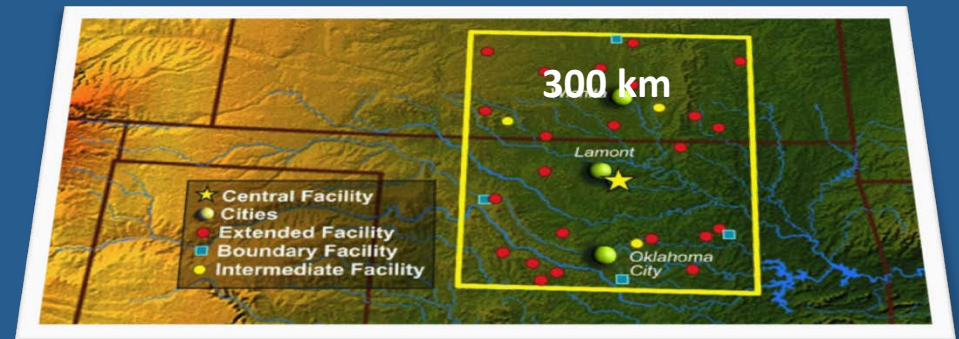 300 km
Lamont
Central Facility
Cities
Extended Facility
Boundary Facility
Intermediate Facility
Oklahoma
City